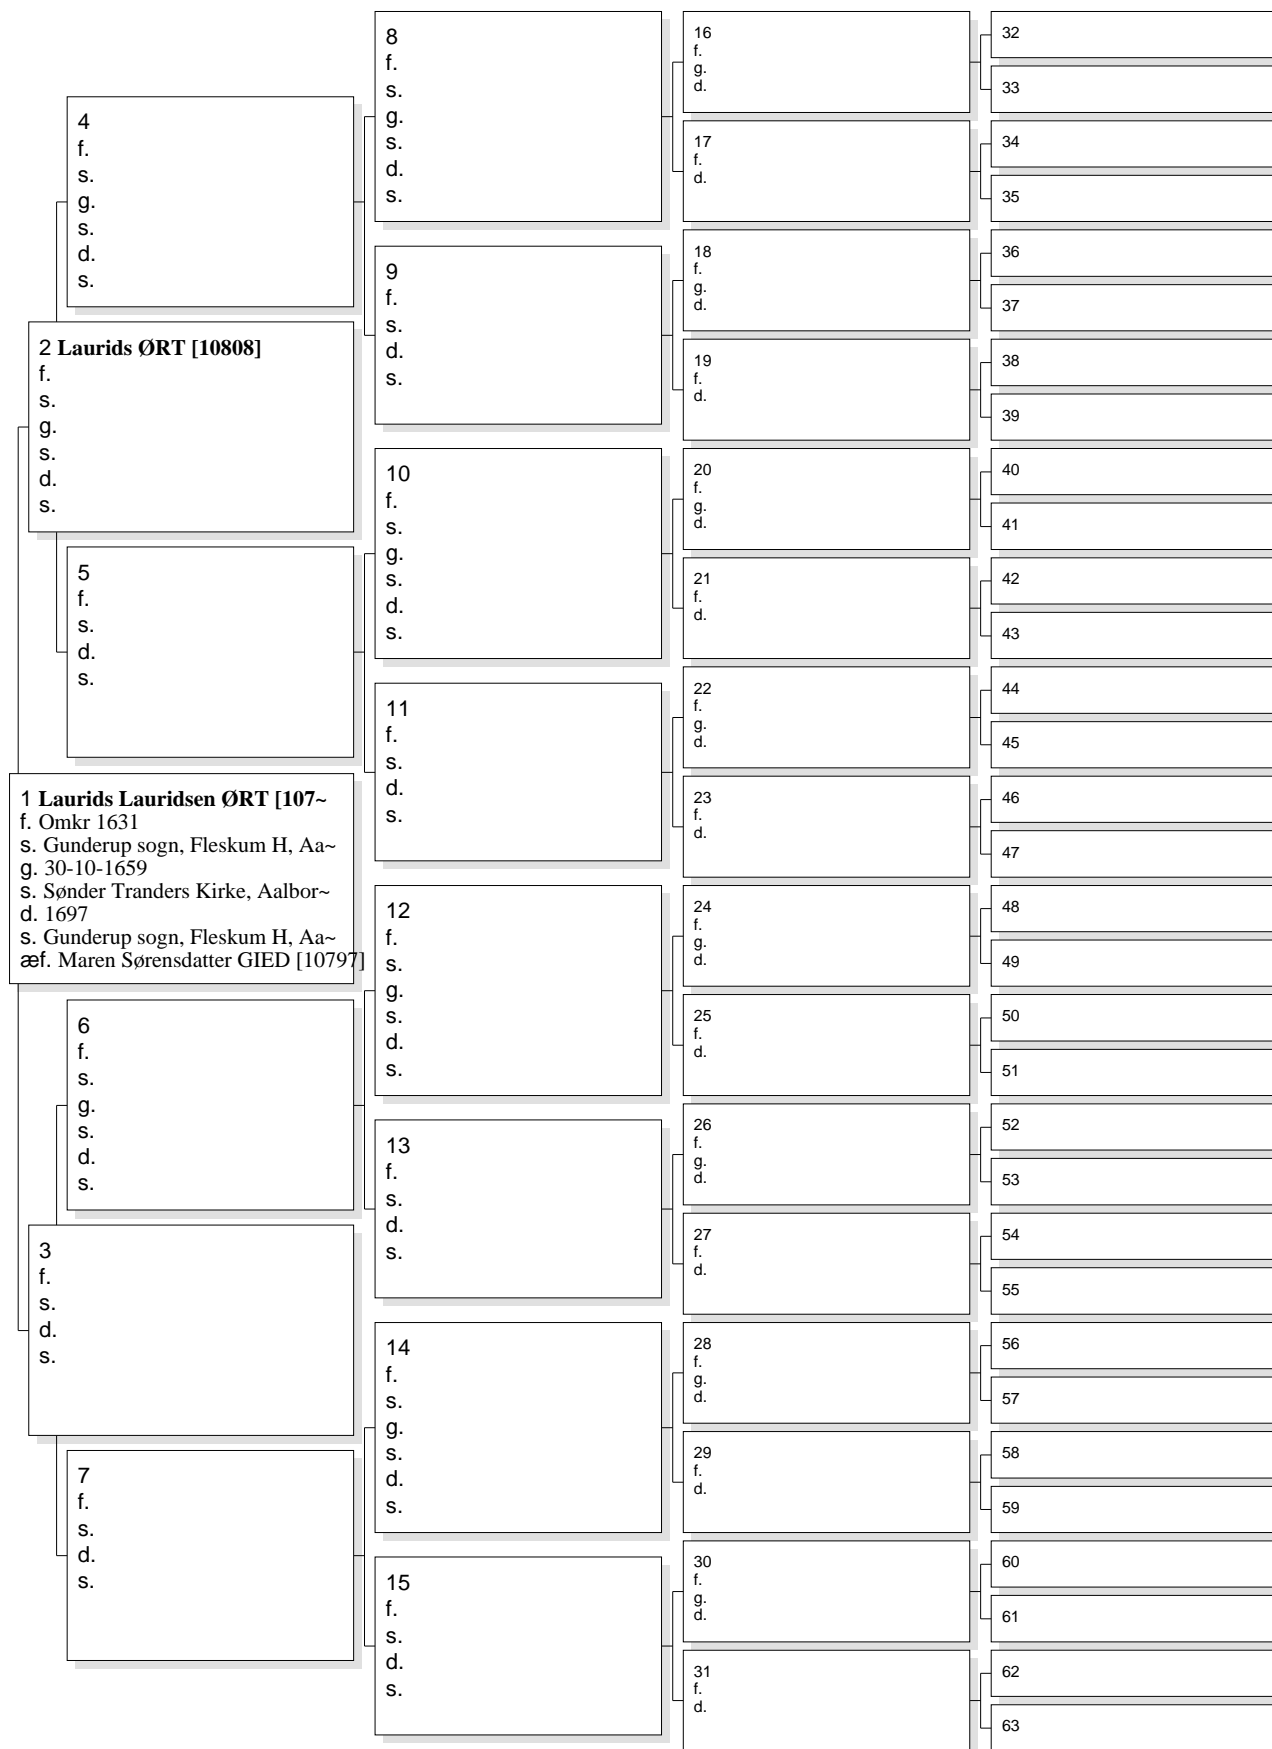 4
f.
s.
g.
s.
d.
s.
2 Laurids ØRT [10808]
f.
s.
g.
s.
d.
s.
5
f.
s.
d.
s.
1 Laurids Lauridsen ØRT [107~
f. Omkr 1631
s. Gunderup sogn, Fleskum H, Aa~
g. 30-10-1659
s. Sønder Tranders Kirke, Aalbor~
d. 1697
s. Gunderup sogn, Fleskum H, Aa~
æf. Maren Sørensdatter GIED [10797]
6
f.
s.
g.
s.
d.
s.
3
f.
s.
d.
s.
7
f.
s.
d.
s.
8
f.
s.
g.
s.
d.
s.
9
f.
s.
d.
s.
10
f.
s.
g.
s.
d.
s.
11
f.
s.
d.
s.
12
f.
s.
g.
s.
d.
s.
13
f.
s.
d.
s.
14
f.
s.
g.
s.
d.
s.
15
f.
s.
d.
s.
16
f.
g.
d.
17
f.
d.
18
f.
g.
d.
19
f.
d.
20
f.
g.
d.
21
f.
d.
22
f.
g.
d.
23
f.
d.
24
f.
g.
d.
25
f.
d.
26
f.
g.
d.
27
f.
d.
28
f.
g.
d.
29
f.
d.
30
f.
g.
d.
31
f.
d.
32
33
34
35
36
37
38
39
40
41
42
43
44
45
46
47
48
49
50
51
52
53
54
55
56
57
58
59
60
61
62
63